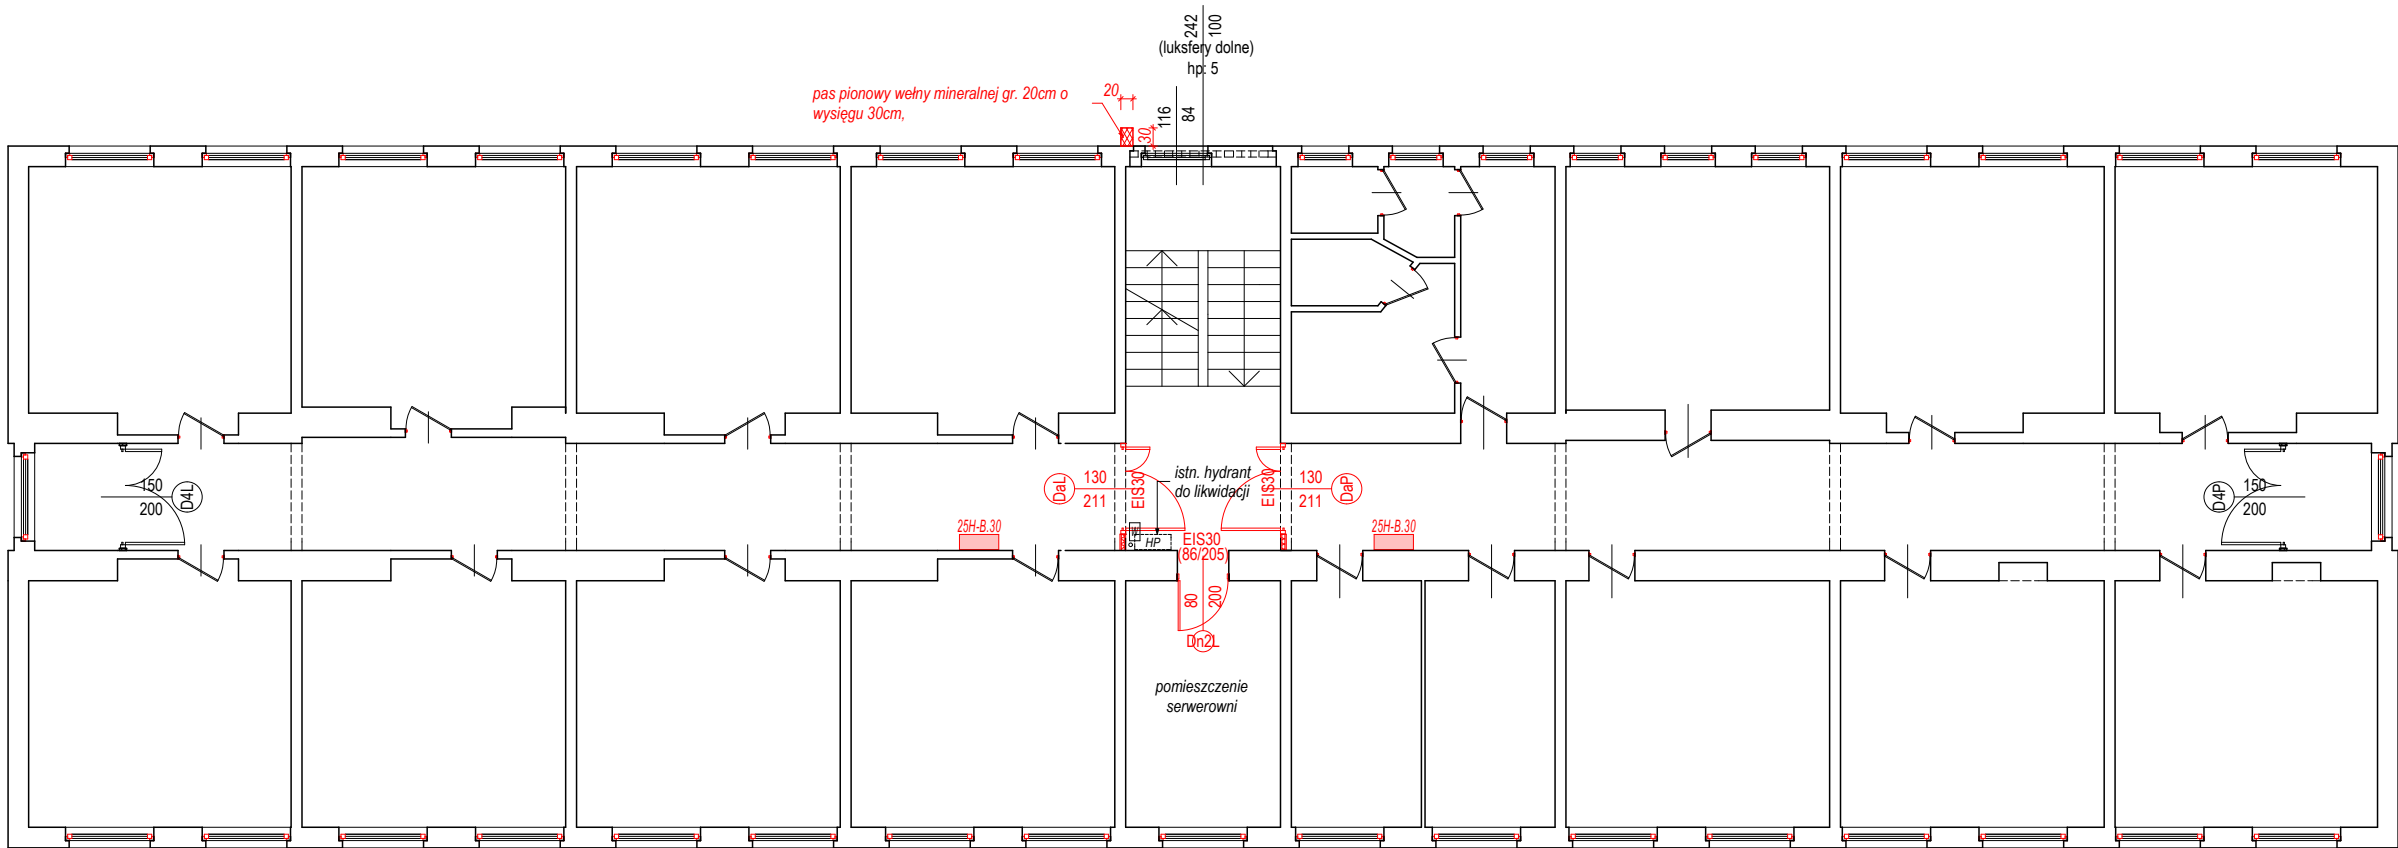 242
100
(luksfery dolne)
hp: 5
pas pionowy wełny mineralnej gr. 20cm o
wysięgu 30cm,
20
30
116
84
150
200
D4L
DaL
130
211
EIS30
istn. hydrant
do likwidacji
EIS30
130
211
DaP
D4P
150
200
25H-B.30
HP
EIS30
(86/205)
25H-B.30
80
200
Dn2L
pomieszczenie
serwerowni